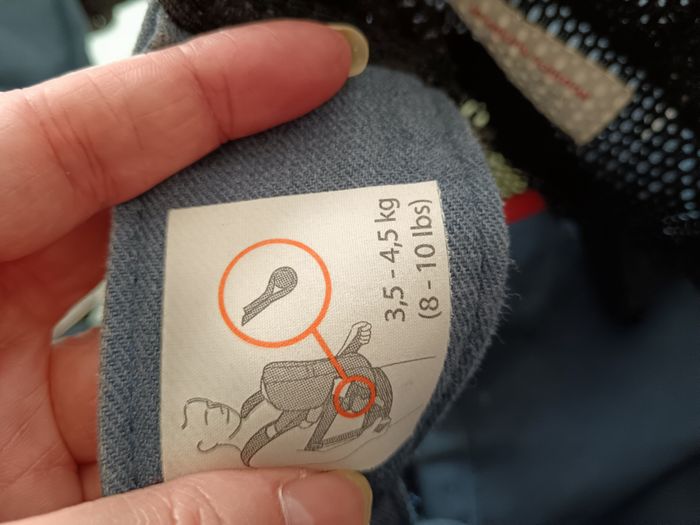 3,5 - 4,5 kg
(8 - 10 lbs)